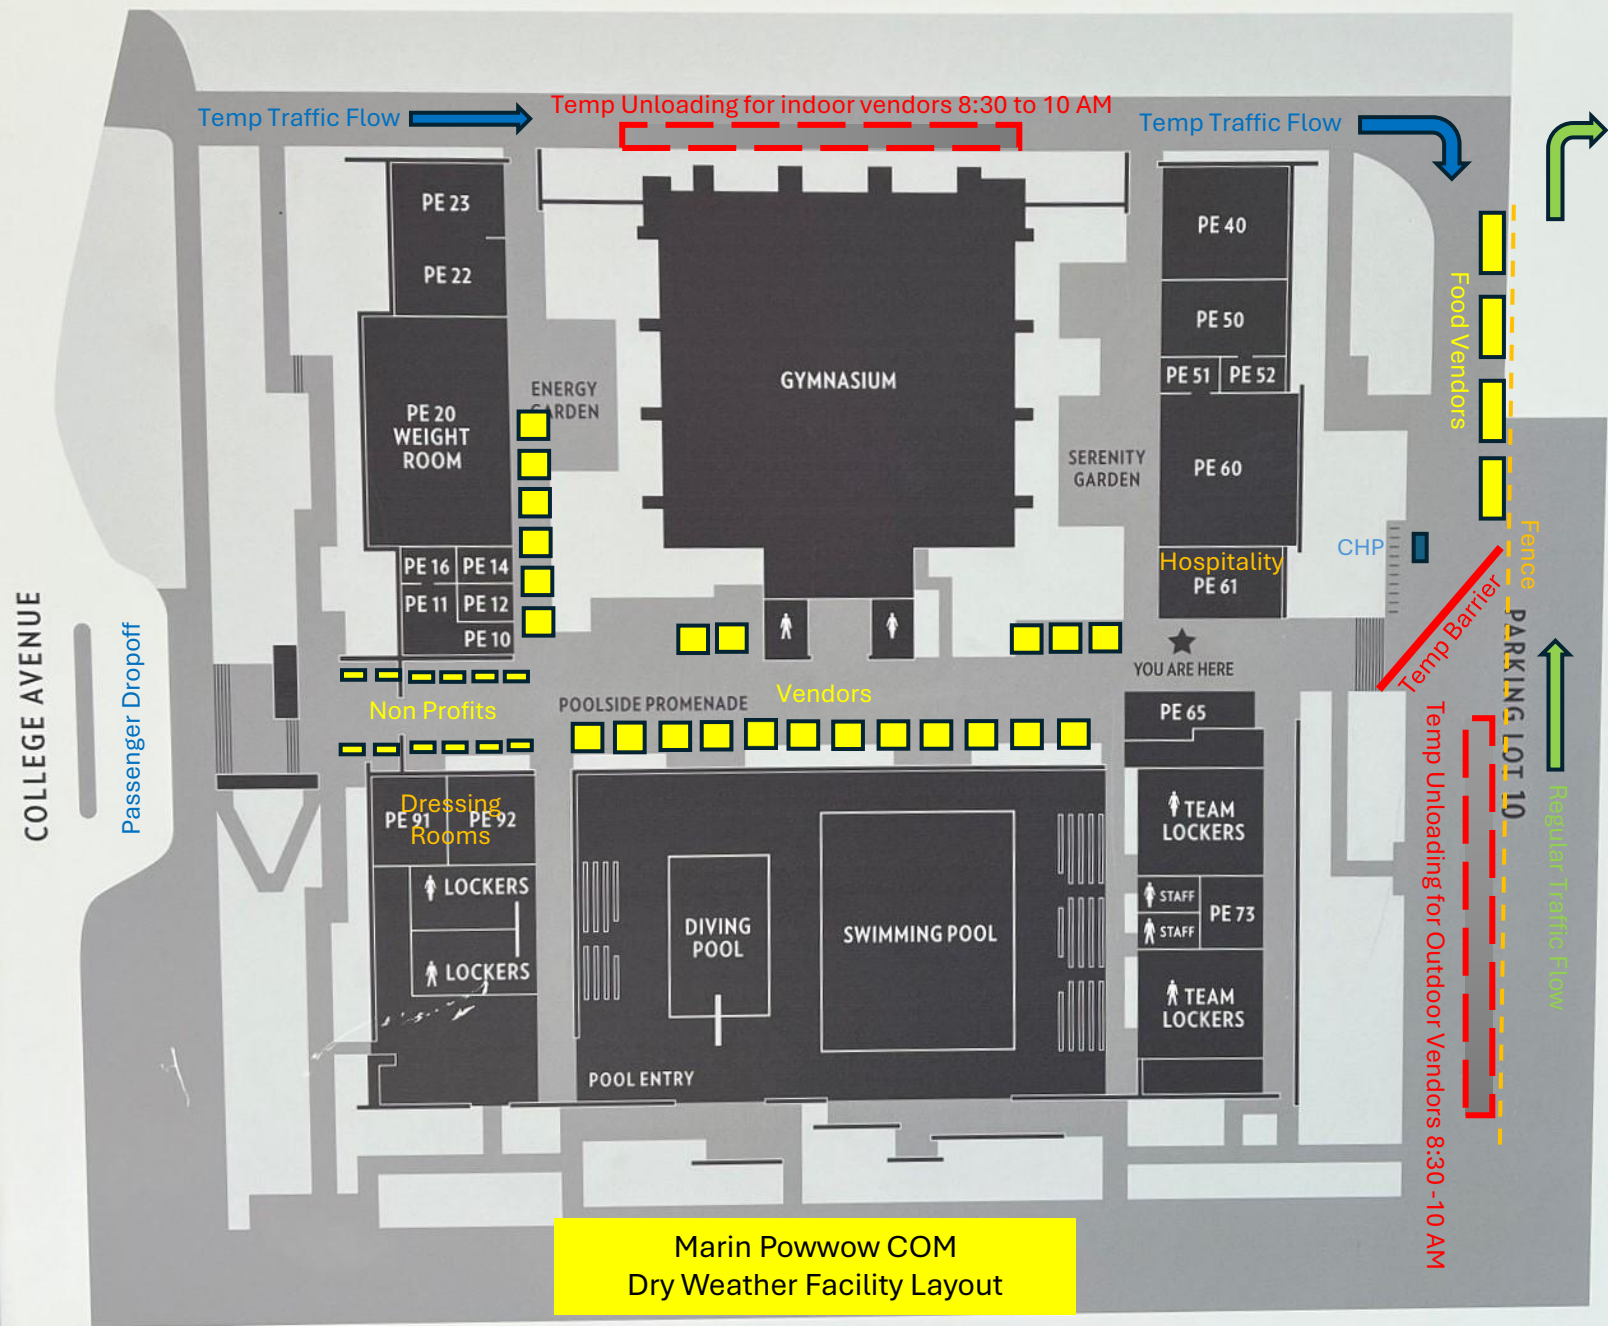 Temp Traffic Flow
Temp Unloading for indoor vendors 8:30 to 10 AM
Temp Traffic Flow
PE 23
PE 22
PE 20
WEIGHT
ROOM
PE 16
PE 14
PE 11
PE 12
PE 10
ENERGY
GARDEN
GYMNASIUM
SERENITY
GARDEN
PE 40
PE 50
PE 51
PE 52
PE 60
Hospitality
PE 61
Food Vendors
CHP
Fence
Temp Barrier
PARKING LOT 10
YOU ARE HERE
COLLEGE AVENUE
Passenger Dropoff
Non Profits
POOLSIDE PROMENADE
Vendors
PE 65
Dressing
Rooms
PE 91
PE 92
LOCKERS
LOCKERS
DIVING
POOL
SWIMMING POOL
POOL ENTRY
TEAM
LOCKERS
STAFF
STAFF
PE 73
TEAM
LOCKERS
Temp Unloading for Outdoor Vendors 8:30 -10 AM
Regular Traffic Flow
Marin Powwow COM
Dry Weather Facility Layout